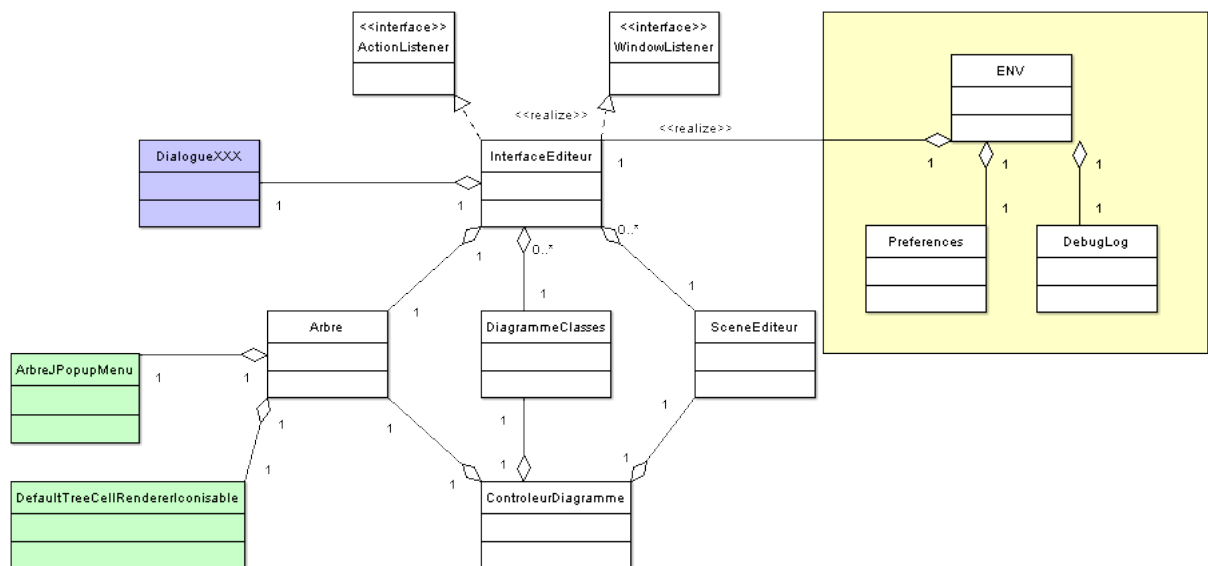 <<interface>>
ActionListener
<<interface>>
WindowListener
ENV
<<realize>>
<<realize>>
DialogueXXX
InterfaceEditeur
1
1
1
1
1
1
1
1
0..*
0..*
1
Preferences
DebugLog
1
1
1
1
Arbre
DiagrammeClasses
SceneEditeur
ArbreJPopupMenu
1
1
1
1
1
1
1
1
1
1
DefaultTreeCellRendererIconisable
ControleurDiagramme